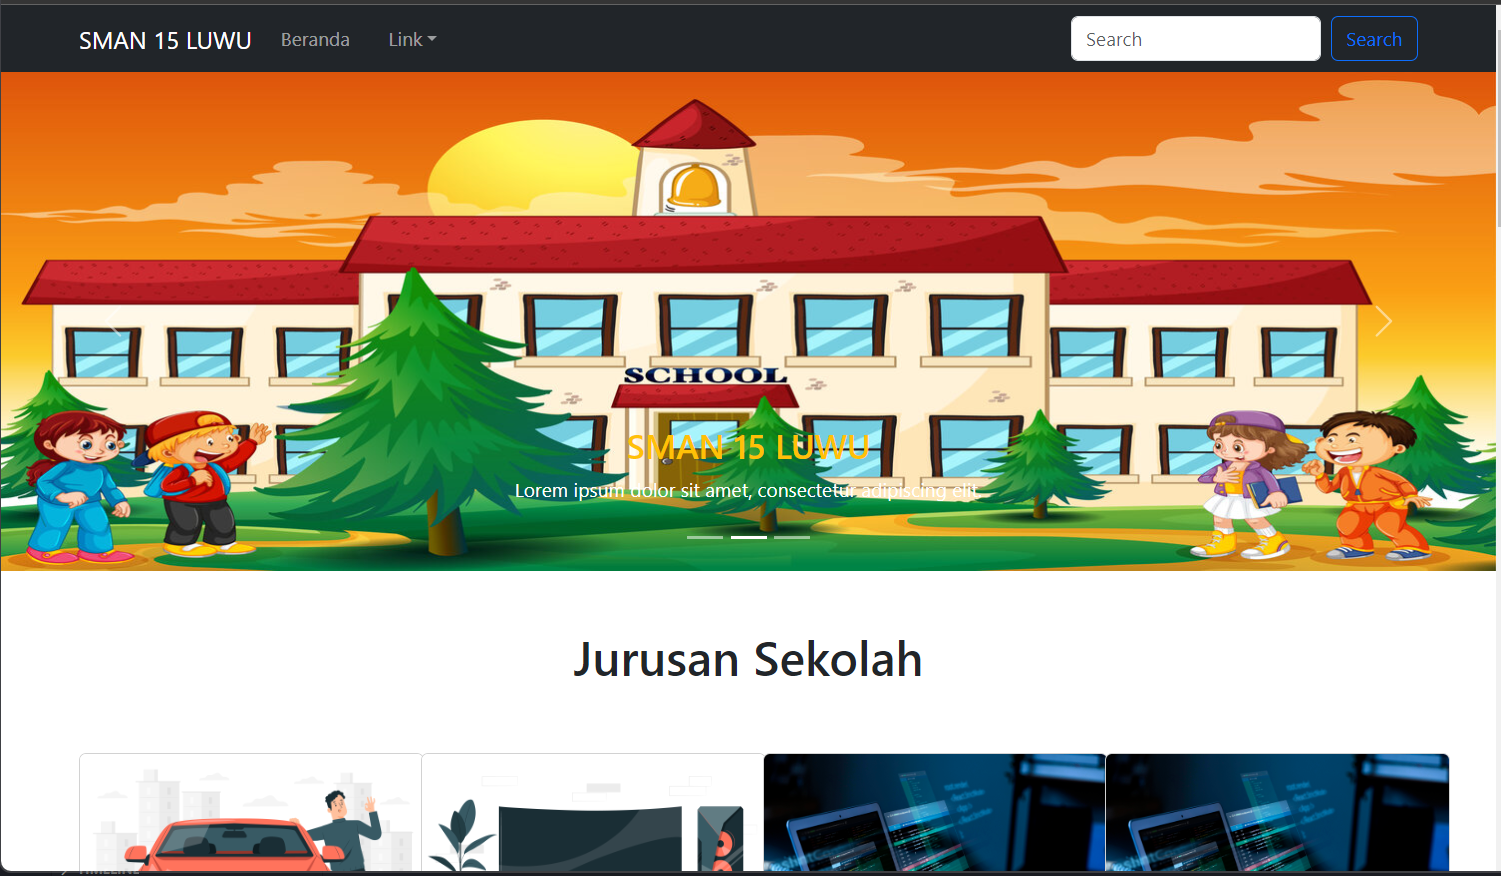 SMAN 15 LUWU Beranda Link Search Search
SCHOOL
SMAN 15 LUWU
Lorem ipsum dolor sit amet, consectetur adipiscing elit
Jurusan Sekolah
TIMELINE